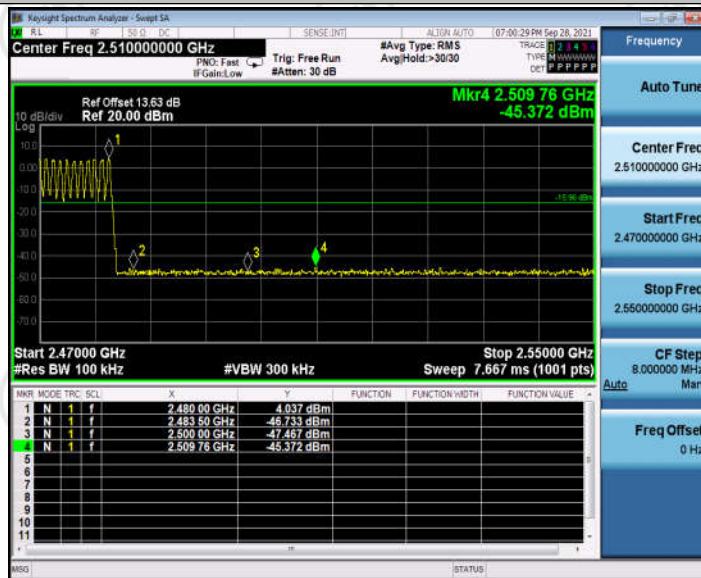 Keysight Spectrum Analyzer - Swept SA
RL RF 50 Ω DC SENSE:INT ALIGN AUTO 07:00:29 PM Sep 28, 2021
Center Freq 2.510000000 GHz
PNO: Fast
IFGain:Low
Trig: Free Run
#Atten: 30 dB
#Avg Type: RMS
Avg|Hold:>30/30
TRACE 1 2 3 4 5 6
TYPE M WWWWW
DET P P P P P P
Mkr4 2.509 76 GHz
-45.372 dBm
Ref Offset 13.63 dB
10 dB/div Ref 20.00 dBm
Log
10.0
0.00
-10.0
-20.0
-30.0
-40.0
-50.0
-60.0
-70.0
1
2
3
4
-15.96 dBm
Start 2.47000 GHz Stop 2.55000 GHz
#Res BW 100 kHz #VBW 300 kHz Sweep 7.667 ms (1001 pts)
MKR MODE TRC SCL X Y FUNCTION FUNCTION WIDTH FUNCTION VALUE
1 N 1 f 2.480 00 GHz 4.037 dBm
2 N 1 f 2.483 50 GHz -46.733 dBm
3 N 1 f 2.500 00 GHz -47.467 dBm
4 N 1 f 2.509 76 GHz -45.372 dBm
5
6
7
8
9
10
11
MSG STATUS
Frequency
Auto Tune
Center Freq
2.510000000 GHz
Start Freq
2.470000000 GHz
Stop Freq
2.550000000 GHz
CF Step
8.000000 MHz
Auto Man
Freq Offset
0 Hz